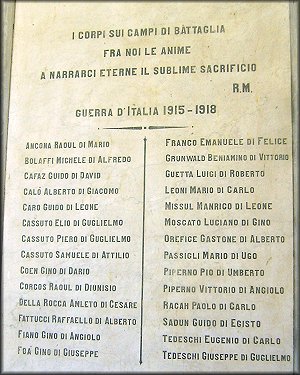 I CORPI SUI CAMPI DI BÀTTAGLIA
FRA NOI LE ANIME
A NARRARCI ETERNE IL SUBLIME SACRIFICIO
R.M.
GUERRA D'ITALIA 1915-1918
ANCONA RAOUL DI MARIO
BOLAFFI MICHELE DI ALFREDO
CAFAZ GUIDO DI DAVID
CALÒ ALBERTO DI GIACOMO
CARO GUIDO DI LEONE
CASSUTO ELIO DI GUGLIELMO
CASSUTO PIERO DI GUGLIELMO
CASSUTO SAMUELE DI ATTILIO
COEN GINO DI DARIO
CORCOS RAOUL DI DIONISIO
DELLA ROCCA AMLETO DI CESARE
FATTUCCI RAFFAELLO DI ALBERTO
FIANO GINO DI ANGIOLO
FOÀ GINO DI GIUSEPPE
FRANCO EMANUELE DI FELICE
GRUNWALD BENIAMINO DI VITTORIO
GUETTA LUIGI DI ROBERTO
LEONI MARIO DI CARLO
MISSUL MANRICO DI LEONE
MOSCATO LUCIANO DI GINO
OREFICE GASTONE DI ALBERTO
PASSIGLI MARIO DI UGO
PIPERNO PIO DI UMBERTO
PIPERNO VITTORIO DI ANGIOLO
RACAH PAOLO DI CARLO
SADUN GUIDO DI EGISTO
TEDESCHI EUGENIO DI CARLO
TEDESCHI GIUSEPPE DI GUGLIELMO